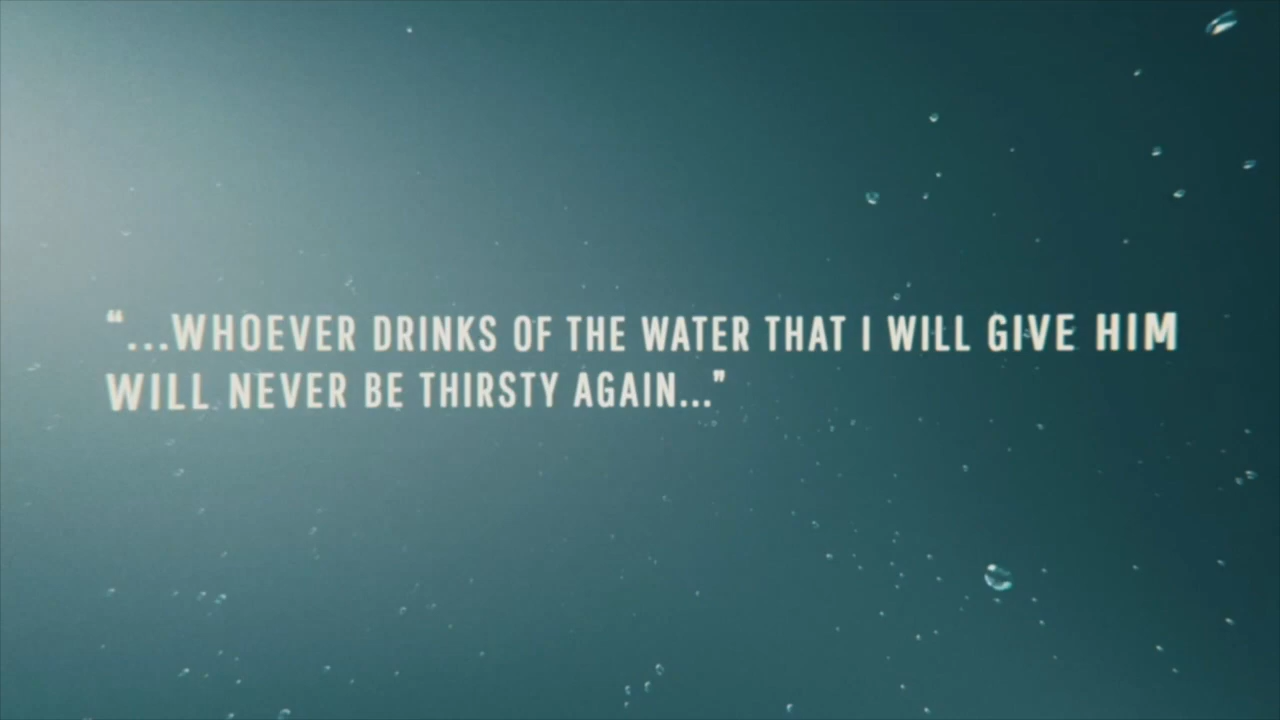 “...WHOEVER DRINKS OF THE WATER THAT I WILL GIVE HIM
WILL NEVER BE THIRSTY AGAIN..."